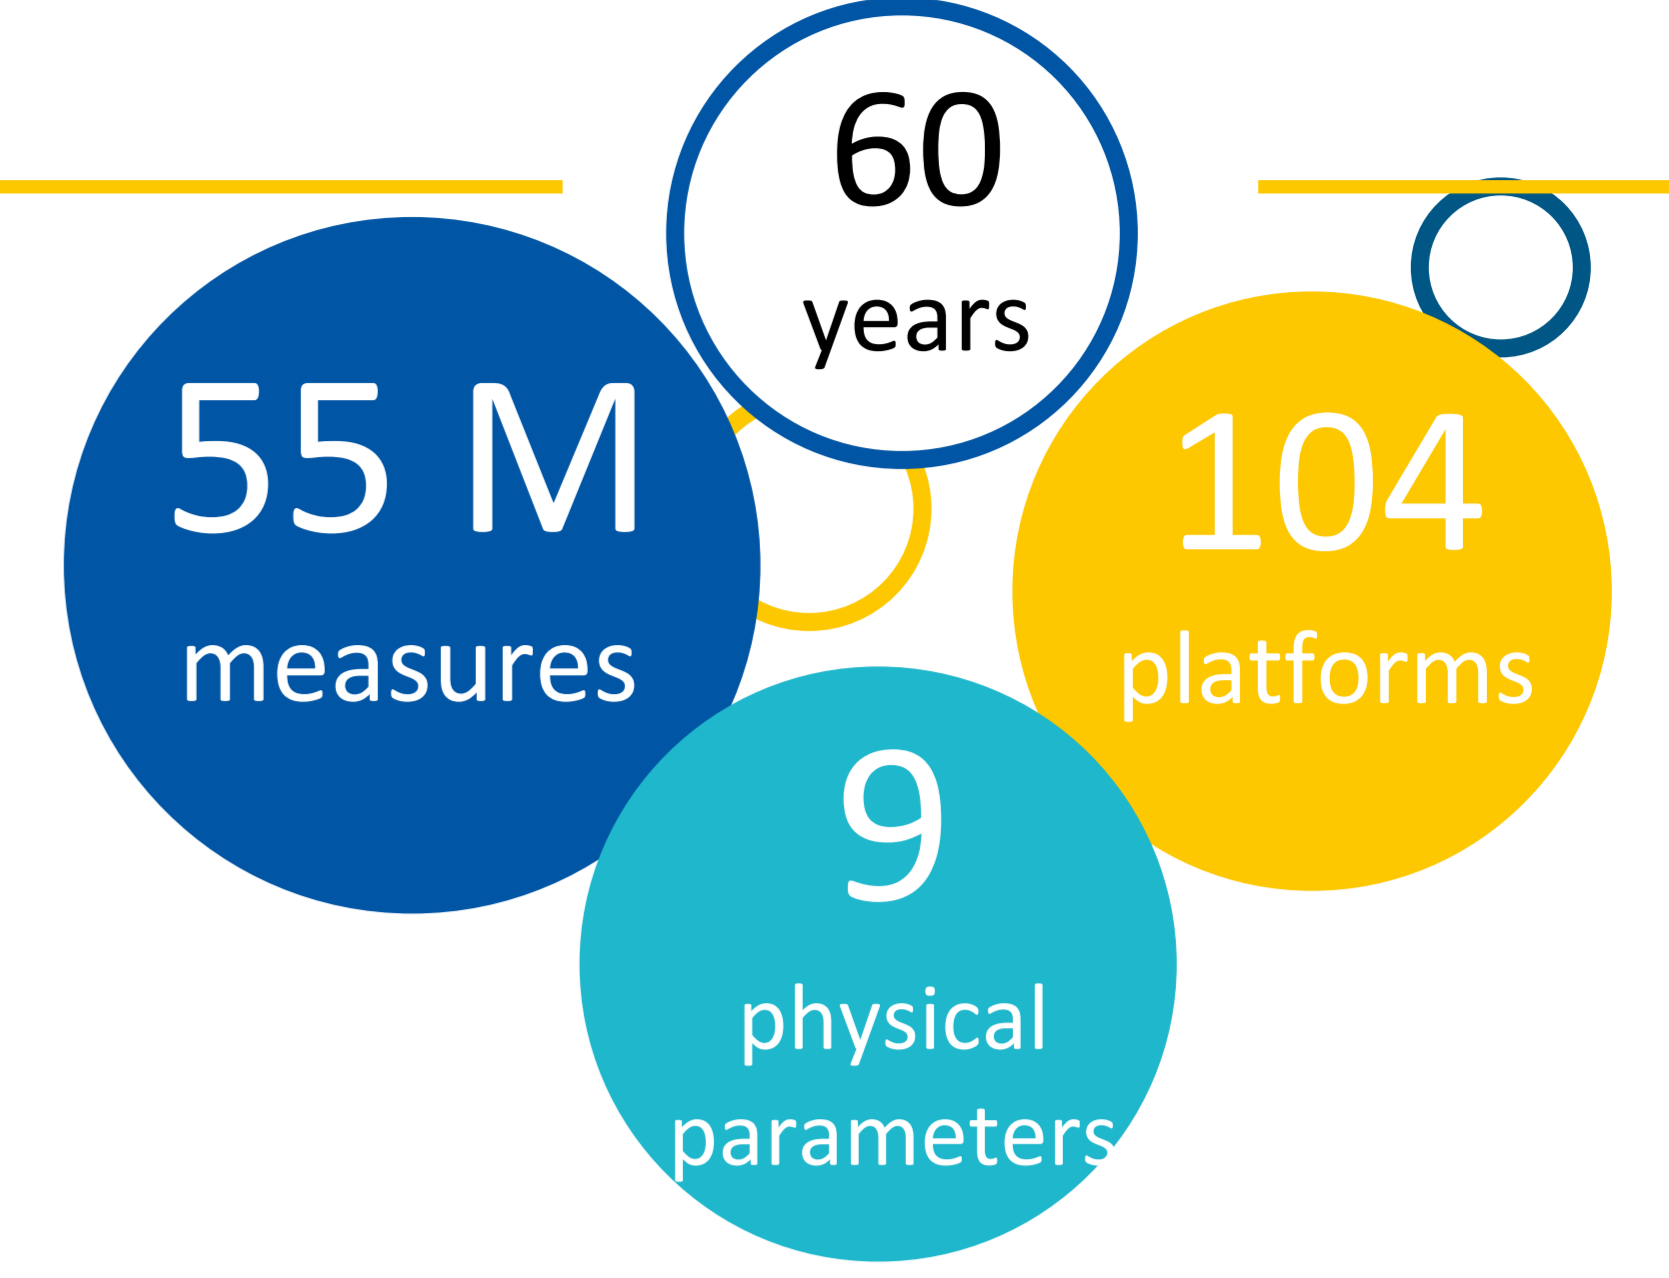 60
years
55 M
measures
104
platforms
9
physical
parameters